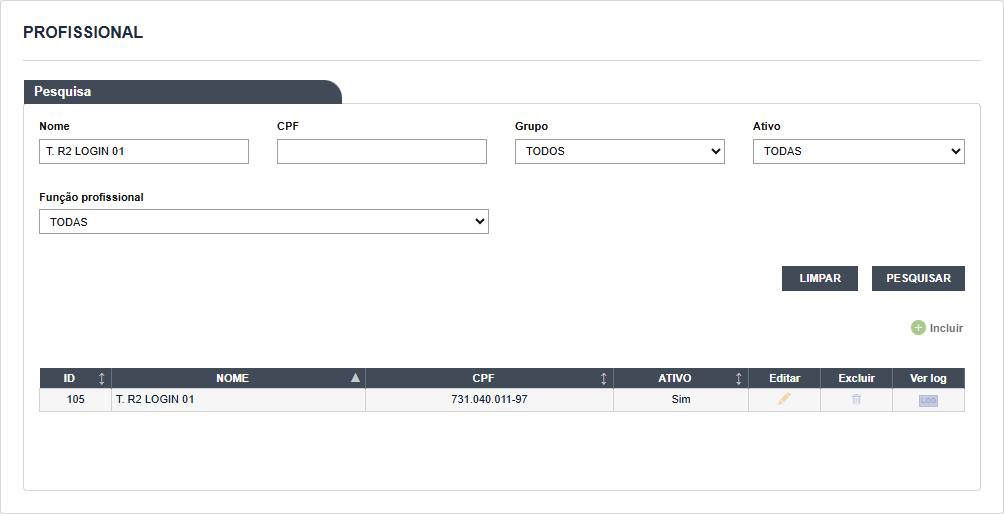 PROFISSIONAL
Pesquisa
Nome CPF Grupo Ativo
T. R2 LOGIN 01 TODOS TODAS
Função profissional
TODAS
LIMPAR PESQUISAR
Incluir
ID NOME CPF ATIVO Editar Excluir Ver log
105 T. R2 LOGIN 01 731.040.011-97 Sim LOG